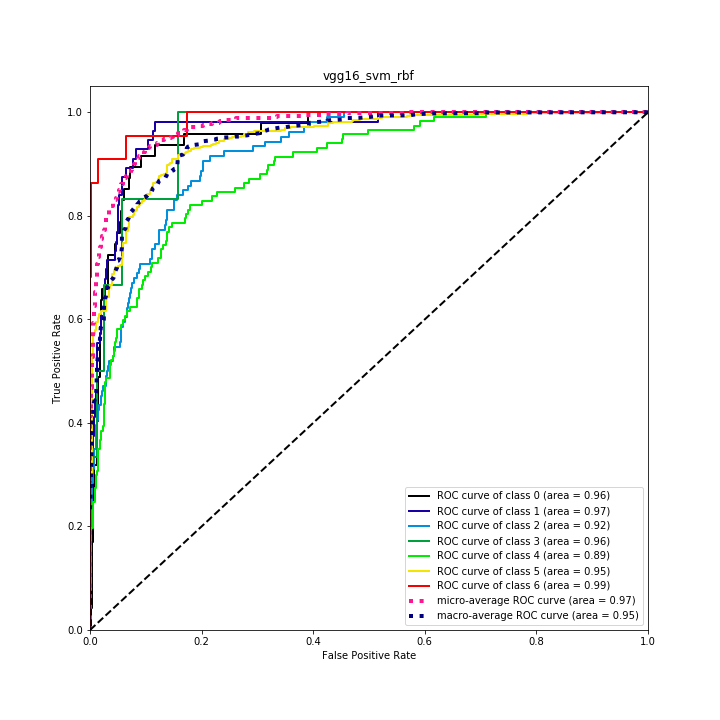 vgg16_svm_rbf
1.0
0.8
0.6
0.4
0.2
0.0
True Positive Rate
0.0 0.2 0.4 0.6 0.8 1.0
False Positive Rate
ROC curve of class 0 (area = 0.96)
ROC curve of class 1 (area = 0.97)
ROC curve of class 2 (area = 0.92)
ROC curve of class 3 (area = 0.96)
ROC curve of class 4 (area = 0.89)
ROC curve of class 5 (area = 0.95)
ROC curve of class 6 (area = 0.99)
micro-average ROC curve (area = 0.97)
macro-average ROC curve (area = 0.95)